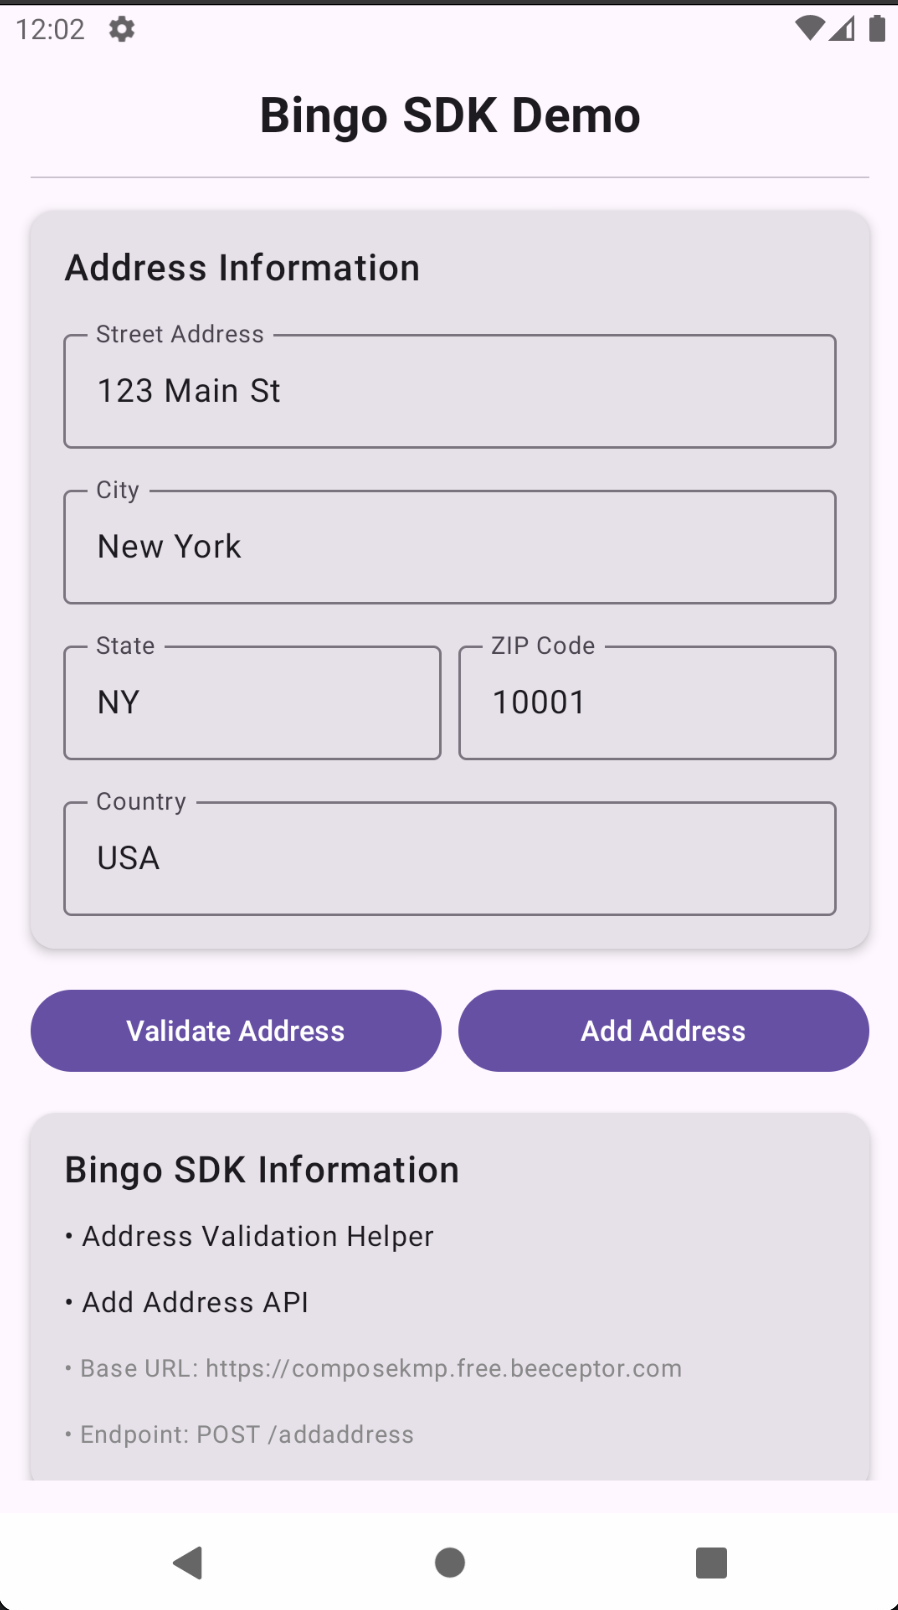 12:02
Bingo SDK Demo
Address Information
Street Address
123 Main St
City
New York
State
ZIP Code
NY
10001
Country
USA
Validate Address
Add Address
Bingo SDK Information
• Address Validation Helper
• Add Address API
• Base URL: https://composekmp.free.beeceptor.com
• Endpoint: POST /addaddress